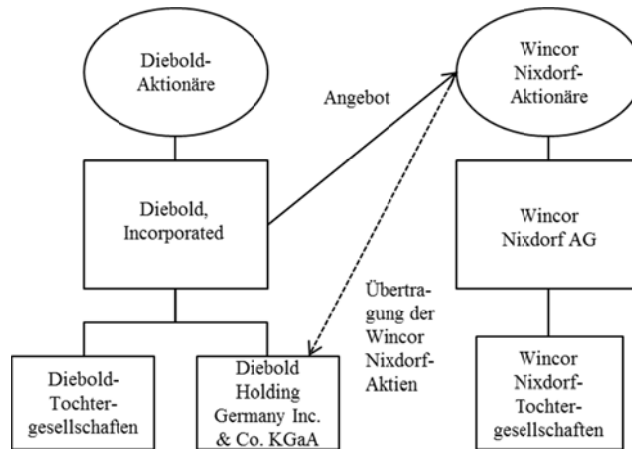 Diebold-
Aktionäre
Wincor
Nixdorf-
Aktionäre
Angebot
Diebold,
Incorporated
Wincor
Nixdorf AG
Übertra-
gung der
Wincor
Nixdorf-
Aktien
Diebold-
Tochter-
gesellschaften
Diebold
Holding
Germany Inc.
& Co. KGaA
Wincor
Nixdorf-
Tochter-
gesellschaften